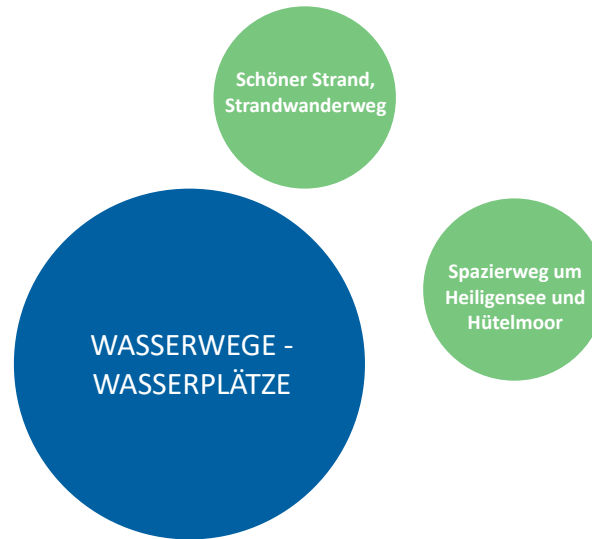 Schöner Strand,
Strandwanderweg
Spazierweg um
Heiligensee und
Hütelmoor
WASSERWEGE -
WASSERPLÄTZE